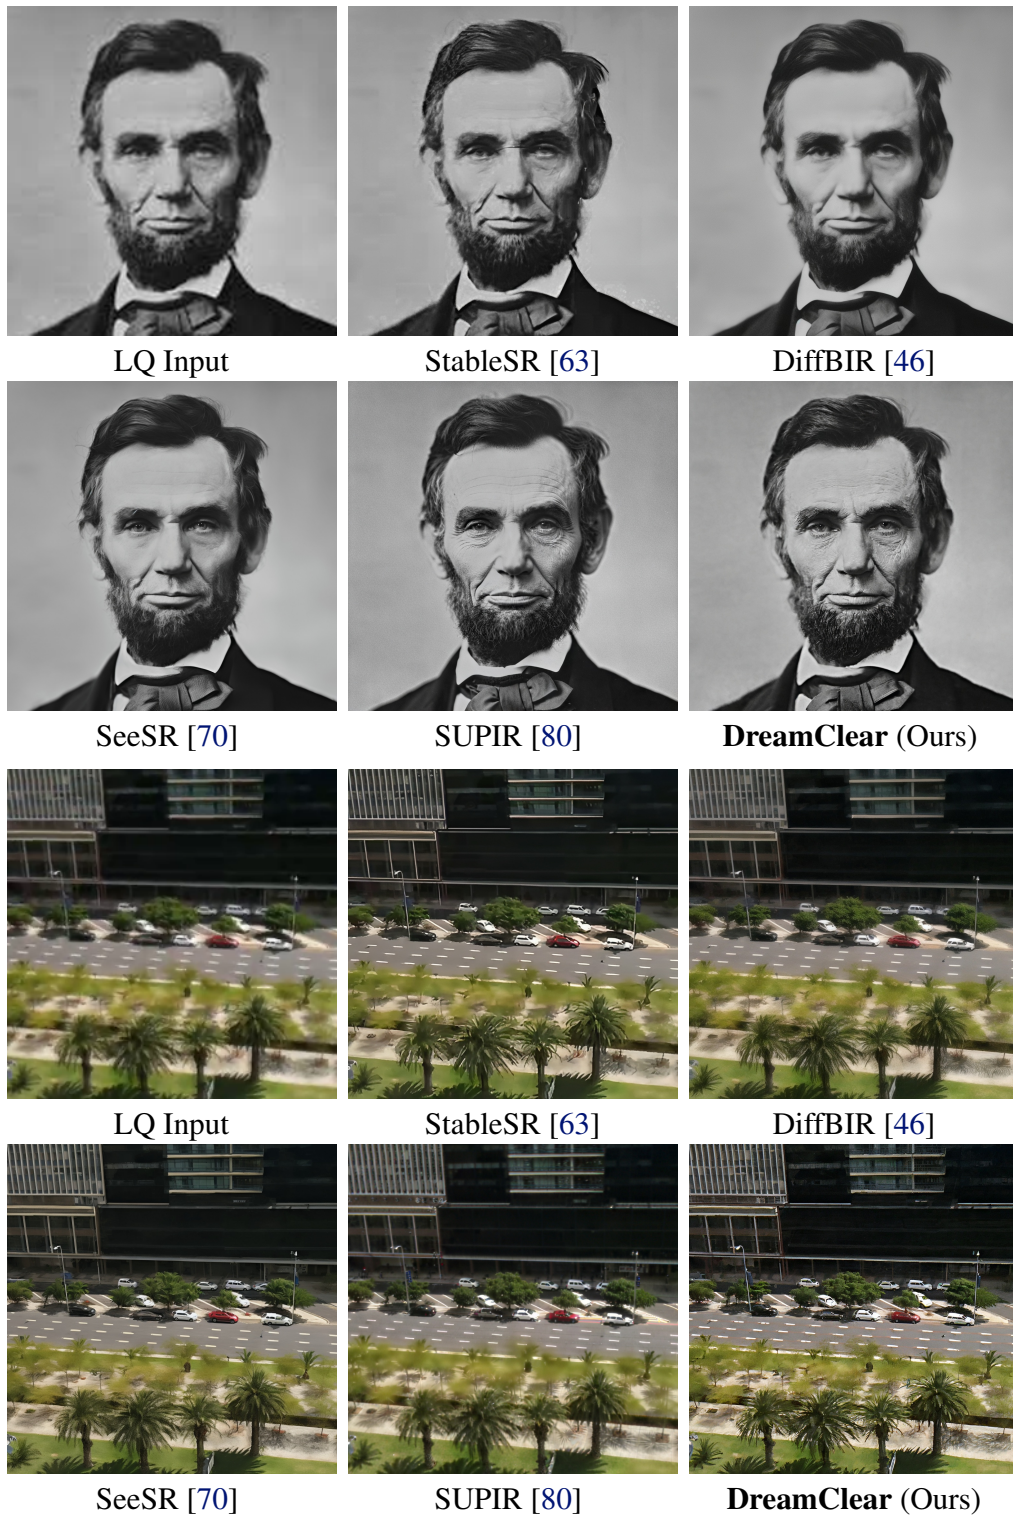 LQ Input
StableSR [63]
DiffBIR [46]
SeeSR [70]
SUPIR [80]
DreamClear (Ours)
LQ Input
StableSR [63]
DiffBIR [46]
SeeSR [70]
SUPIR [80]
DreamClear (Ours)